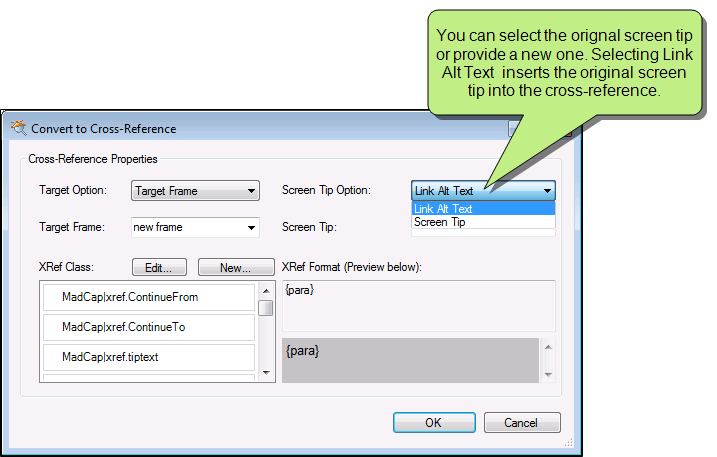 You can select the orignal screen tip
or provide a new one. Selecting Link
Alt Text  inserts the original screen
tip into the cross-reference.
Convert to Cross-Reference
Cross-Reference Properties
Target Option: Target Frame Screen Tip Option: Link Alt Text
Link Alt Text
Screen Tip
Target Frame: new frame Screen Tip:
XRef Class: Edit... New... XRef Format (Preview below):
MadCap|xref.ContinueFrom {para}
MadCap|xref.ContinueTo
MadCap|xref.tiptext {para}
OK Cancel